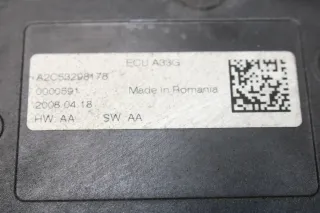 ECU A33G
A2C53298178
0000591 Made in Romania
2008.04.18
HW AA SW AA